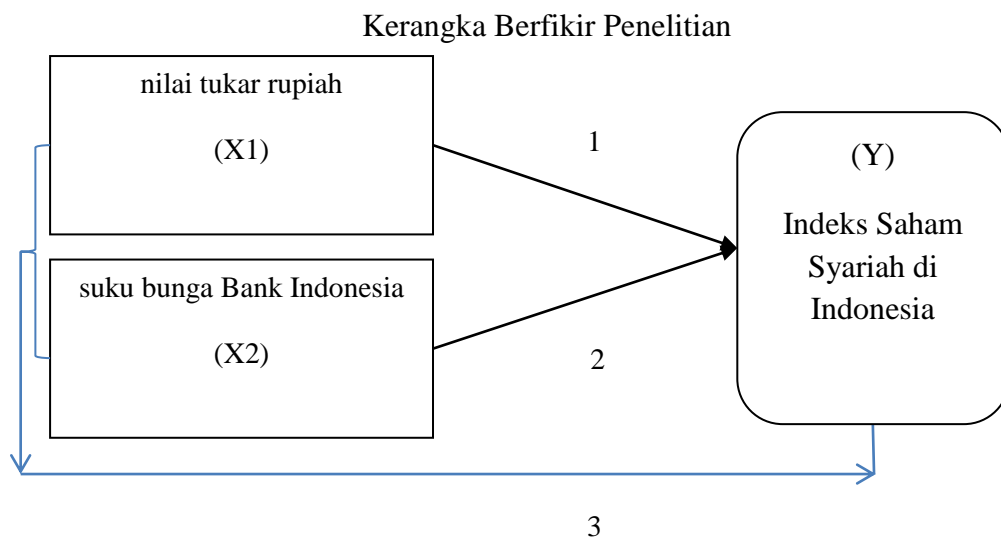 Kerangka Berfikir Penelitian
nilai tukar rupiah
(X1)
1
(Y)
Indeks Saham
Syariah di
Indonesia
suku bunga Bank Indonesia
(X2)
2
3